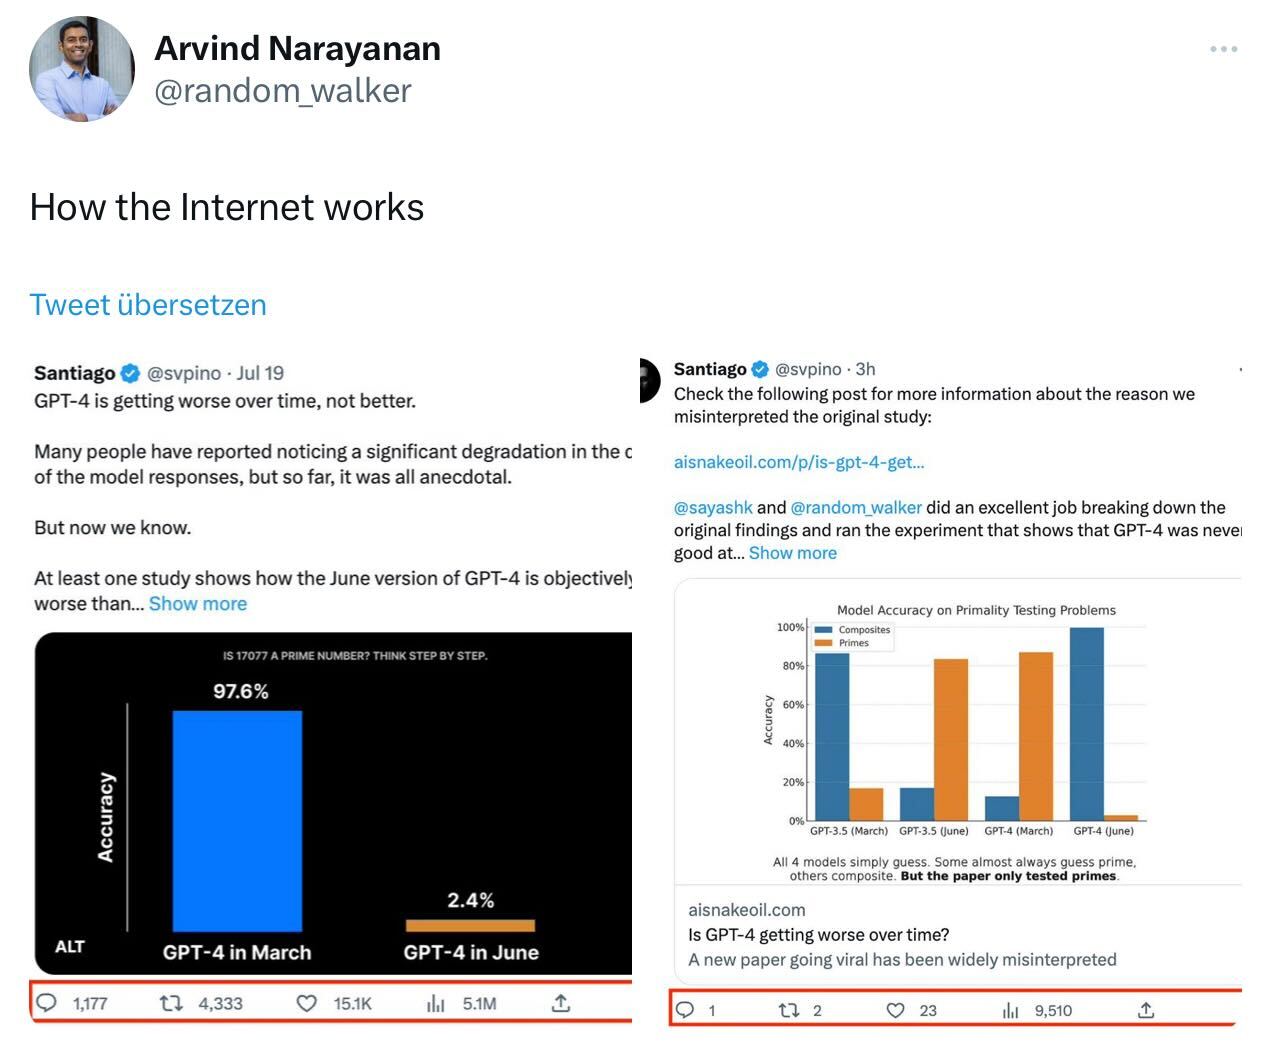 Arvind Narayanan
@random_walker
How the Internet works
Tweet übersetzen
Santiago @svpino · Jul 19
GPT-4 is getting worse over time, not better.
Many people have reported noticing a significant degradation in the
of the model responses, but so far, it was all anecdotal.
But now we know.
At least one study shows how the June version of GPT-4 is objectively
worse than... Show more
IS 17077 A PRIME NUMBER? THINK STEP BY STEP.
97.6%
2.4%
Accuracy
ALT
GPT-4 in March
GPT-4 in June
1,177 4,333 15.1K 5.1M
Santiago @svpino · 3h
Check the following post for more information about the reason we
misinterpreted the original study:
aisnakeoil.com/p/is-gpt-4-get...
@sayashk and @random_walker did an excellent job breaking down the
original findings and ran the experiment that shows that GPT-4 was never
good at... Show more
Model Accuracy on Primality Testing Problems
Composites
Primes
100%
80%
60%
40%
20%
0%
Accuracy
GPT-3.5 (March) GPT-3.5 (June) GPT-4 (March) GPT-4 (June)
All 4 models simply guess. Some almost always guess prime,
others composite. But the paper only tested primes.
aisnakeoil.com
Is GPT-4 getting worse over time?
A new paper going viral has been widely misinterpreted
1 2 23 9,510